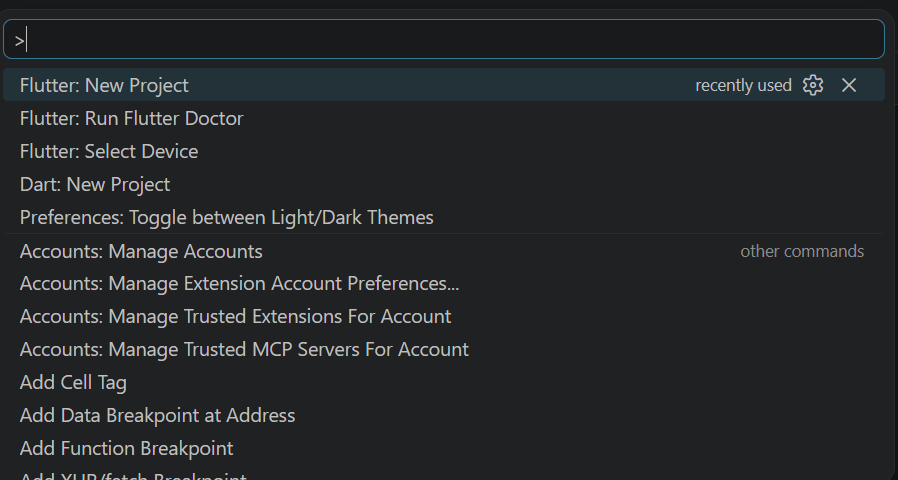 >
Flutter: New Project recently used
Flutter: Run Flutter Doctor
Flutter: Select Device
Dart: New Project
Preferences: Toggle between Light/Dark Themes
Accounts: Manage Accounts other commands
Accounts: Manage Extension Account Preferences...
Accounts: Manage Trusted Extensions For Account
Accounts: Manage Trusted MCP Servers For Account
Add Cell Tag
Add Data Breakpoint at Address
Add Function Breakpoint
Add XHR/fetch Breakpoint